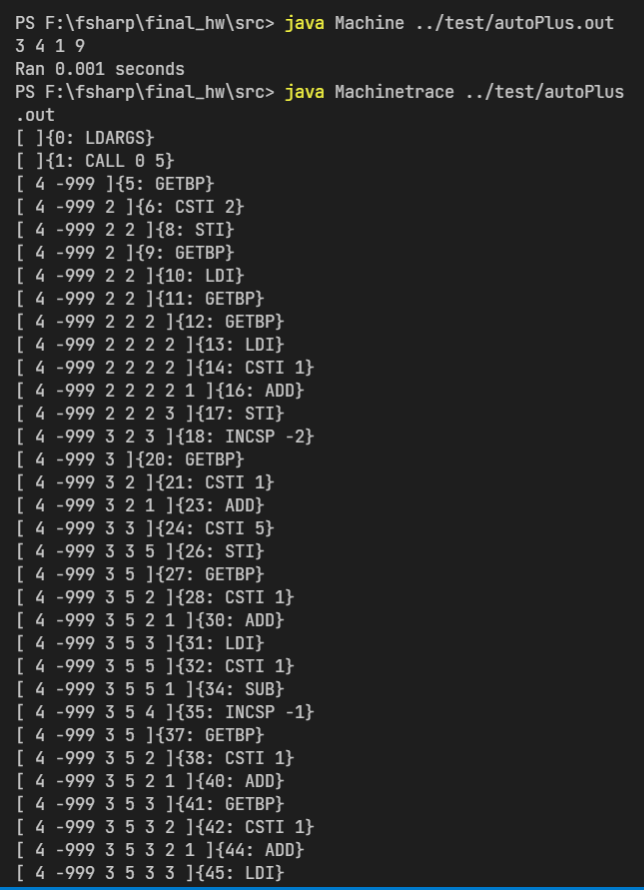 PS F:\fsharp\final_hw\src> java Machine ../test/autoPlus.out
3 4 1 9
Ran 0.001 seconds
PS F:\fsharp\final_hw\src> java Machinetrace ../test/autoPlus
.out
[ ]{0: LDARGS}
[ ]{1: CALL 0 5}
[ 4 -999 ]{5: GETBP}
[ 4 -999 2 ]{6: CSTI 2}
[ 4 -999 2 2 ]{8: STI}
[ 4 -999 2 ]{9: GETBP}
[ 4 -999 2 2 ]{10: LDI}
[ 4 -999 2 2 ]{11: GETBP}
[ 4 -999 2 2 2 ]{12: GETBP}
[ 4 -999 2 2 2 2 ]{13: LDI}
[ 4 -999 2 2 2 2 ]{14: CSTI 1}
[ 4 -999 2 2 2 2 1 ]{16: ADD}
[ 4 -999 2 2 2 3 ]{17: STI}
[ 4 -999 3 2 3 ]{18: INCSP -2}
[ 4 -999 3 ]{20: GETBP}
[ 4 -999 3 2 ]{21: CSTI 1}
[ 4 -999 3 2 1 ]{23: ADD}
[ 4 -999 3 3 ]{24: CSTI 5}
[ 4 -999 3 3 5 ]{26: STI}
[ 4 -999 3 5 ]{27: GETBP}
[ 4 -999 3 5 2 ]{28: CSTI 1}
[ 4 -999 3 5 2 1 ]{30: ADD}
[ 4 -999 3 5 3 ]{31: LDI}
[ 4 -999 3 5 5 ]{32: CSTI 1}
[ 4 -999 3 5 5 1 ]{34: SUB}
[ 4 -999 3 5 4 ]{35: INCSP -1}
[ 4 -999 3 5 ]{37: GETBP}
[ 4 -999 3 5 2 ]{38: CSTI 1}
[ 4 -999 3 5 2 1 ]{40: ADD}
[ 4 -999 3 5 3 ]{41: GETBP}
[ 4 -999 3 5 3 2 ]{42: CSTI 1}
[ 4 -999 3 5 3 2 1 ]{44: ADD}
[ 4 -999 3 5 3 3 ]{45: LDI}